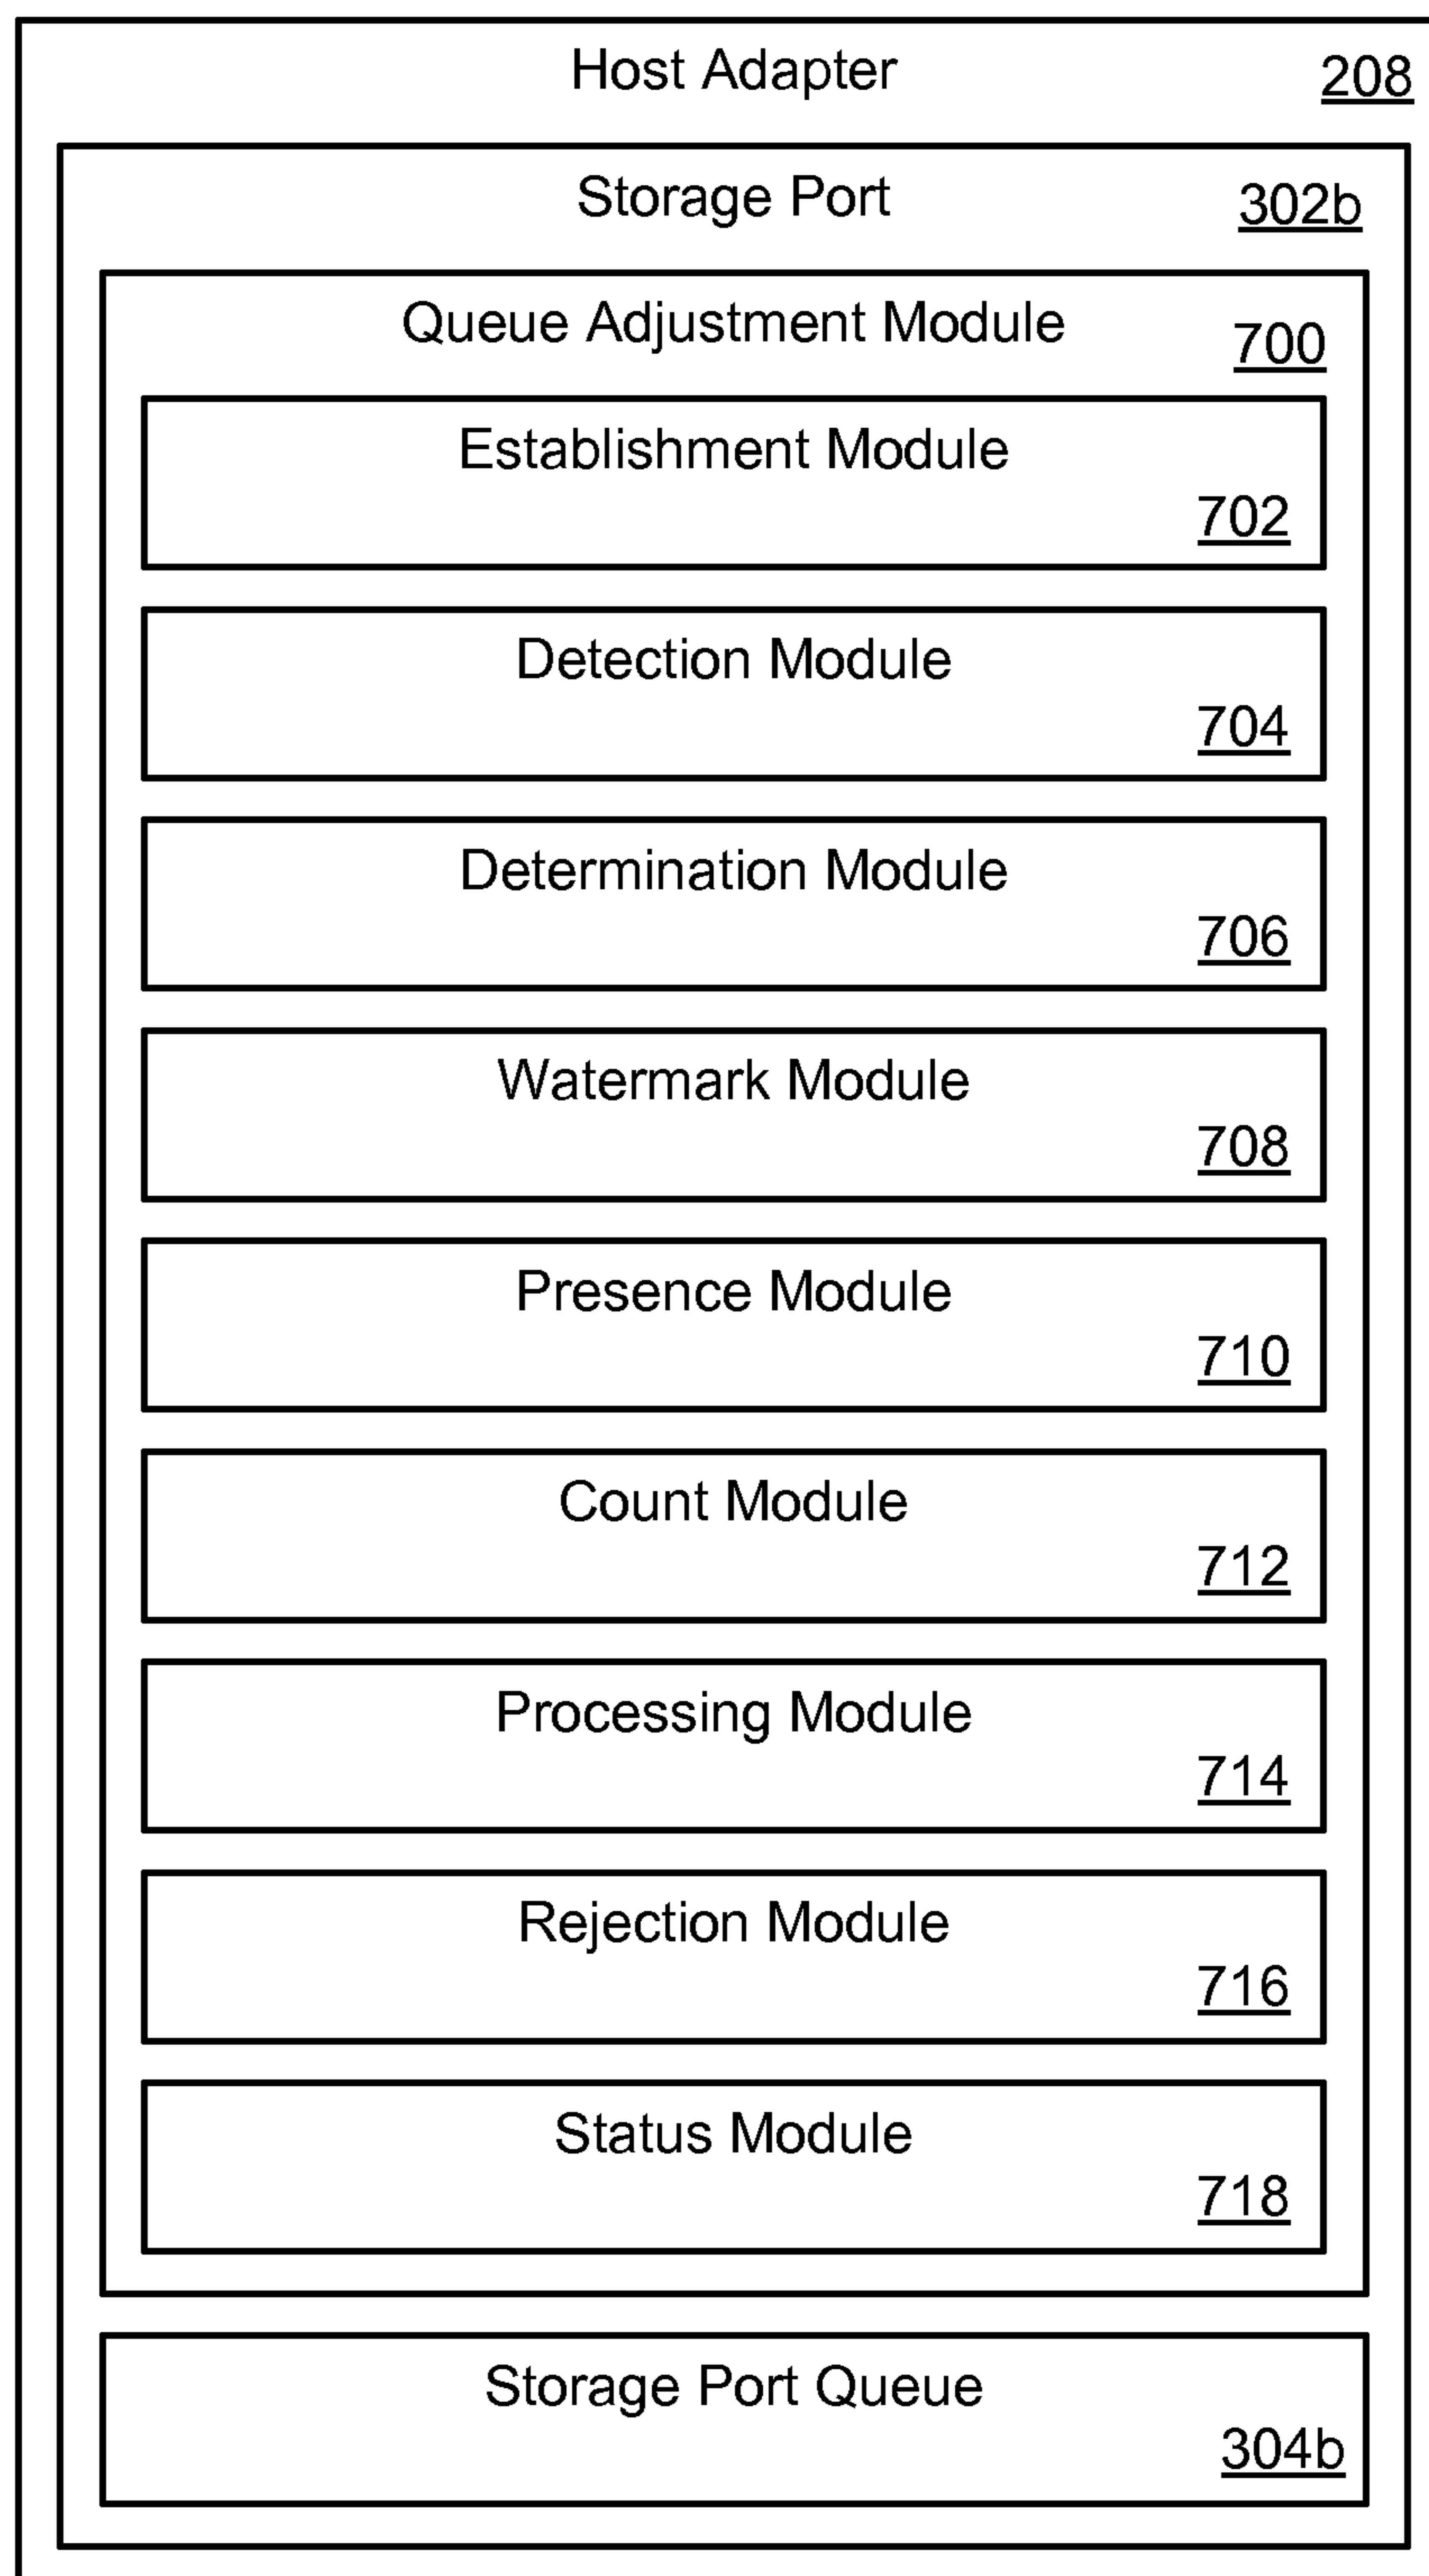 Host Adapter 208
Storage Port 302b
Queue Adjustment Module 700
Establishment Module
702
Detection Module
704
Determination Module
706
Watermark Module
708
Presence Module
710
Count Module
712
Processing Module
714
Rejection Module
716
Status Module
718
Storage Port Queue
304b